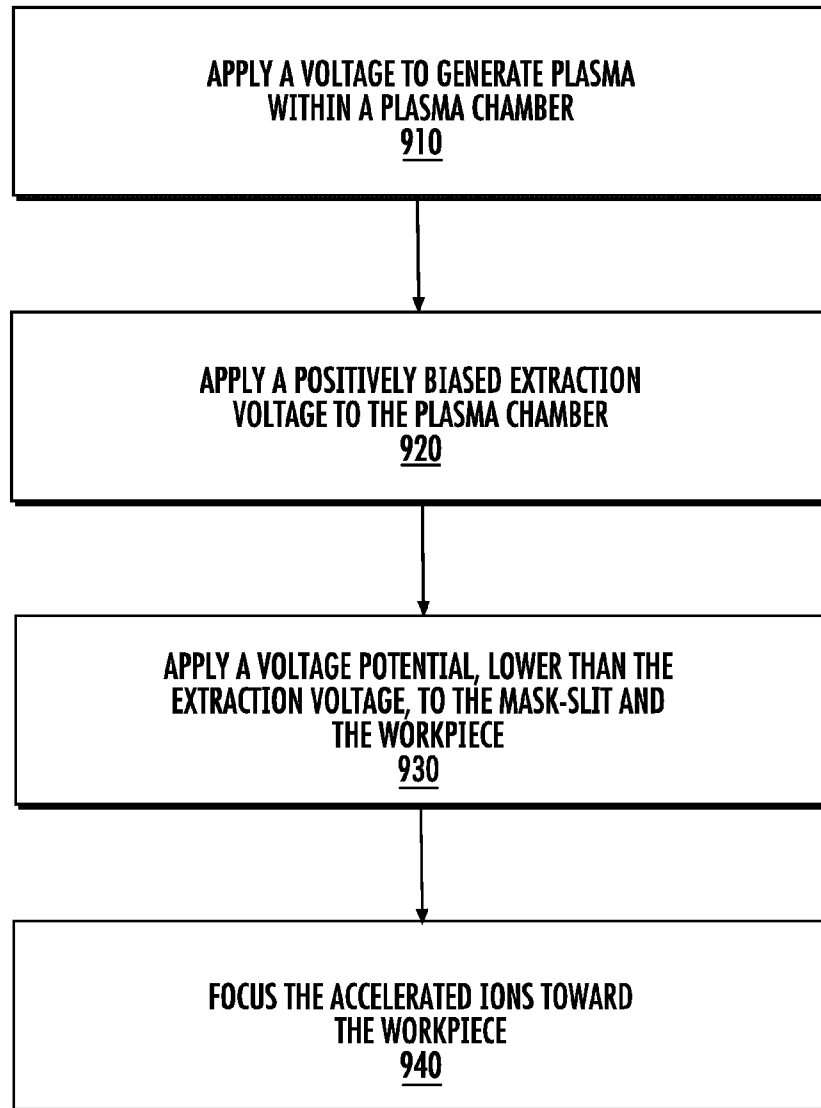 APPLY A VOLTAGE TO GENERATE PLASMA
WITHIN A PLASMA CHAMBER
910
APPLY A POSITIVELY BIASED EXTRACTION
VOLTAGE TO THE PLASMA CHAMBER
920
APPLY A VOLTAGE POTENTIAL, LOWER THAN THE
EXTRACTION VOLTAGE, TO THE MASK-SLIT AND
THE WORKPIECE
930
FOCUS THE ACCELERATED IONS TOWARD
THE WORKPIECE
940